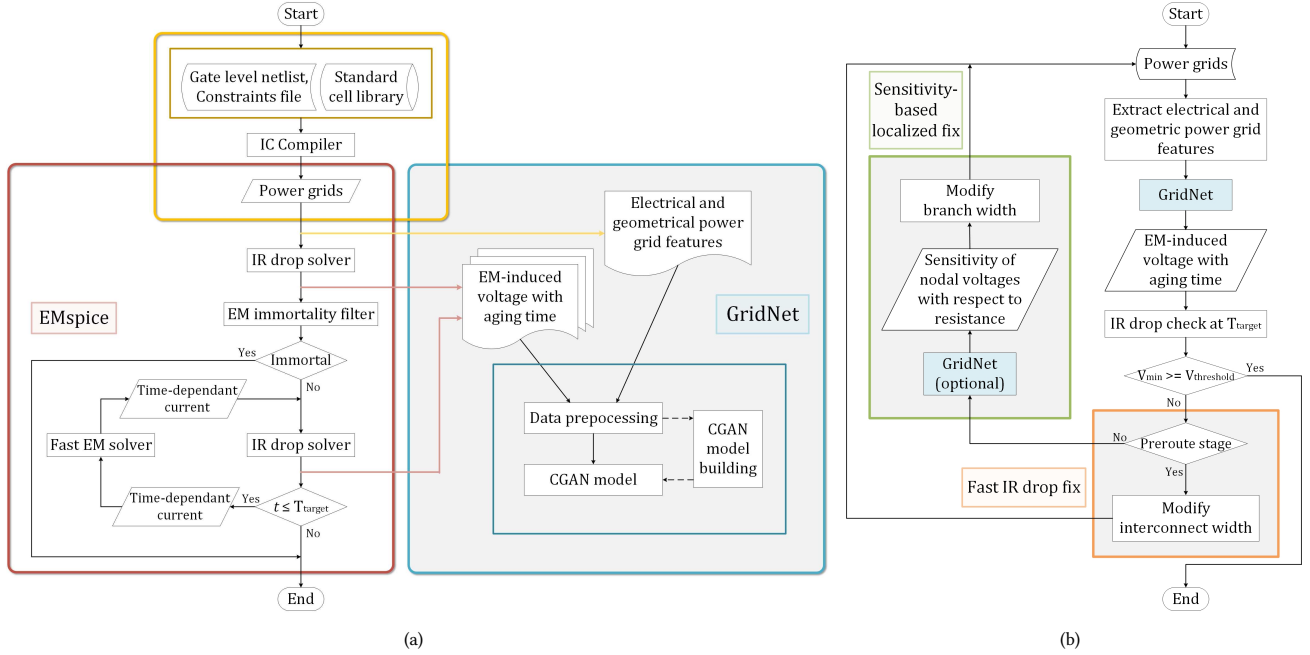 Start
Gate level netlist,
Constraints file
Standard
cell library
IC Compiler
Power grids
IR drop solver
EM immortality filter
EMspice
Immortal
Yes
No
Time-dependant
current
Fast EM solver
IR drop solver
Time-dependant
current
Yes
t ≤ Ttarget
No
End
Electrical and
geometrical power
grid features
EM-induced
voltage with
aging time
GridNet
Data prepocessing
CGAN
model
building
CGAN model
(a)
Start
Power grids
Sensitivity-
based
localized fix
Extract electrical and
geometric power grid
features
GridNet
Modify
branch width
EM-induced
voltage with
aging time
Sensitivity of
nodal voltages
with respect to
resistance
IR drop check at Ttarget
GridNet
(optional)
Vmin >= Vthreshold
Yes
No
No
Preroute stage
Yes
Fast IR drop fix
Modify
interconnect width
End
(b)